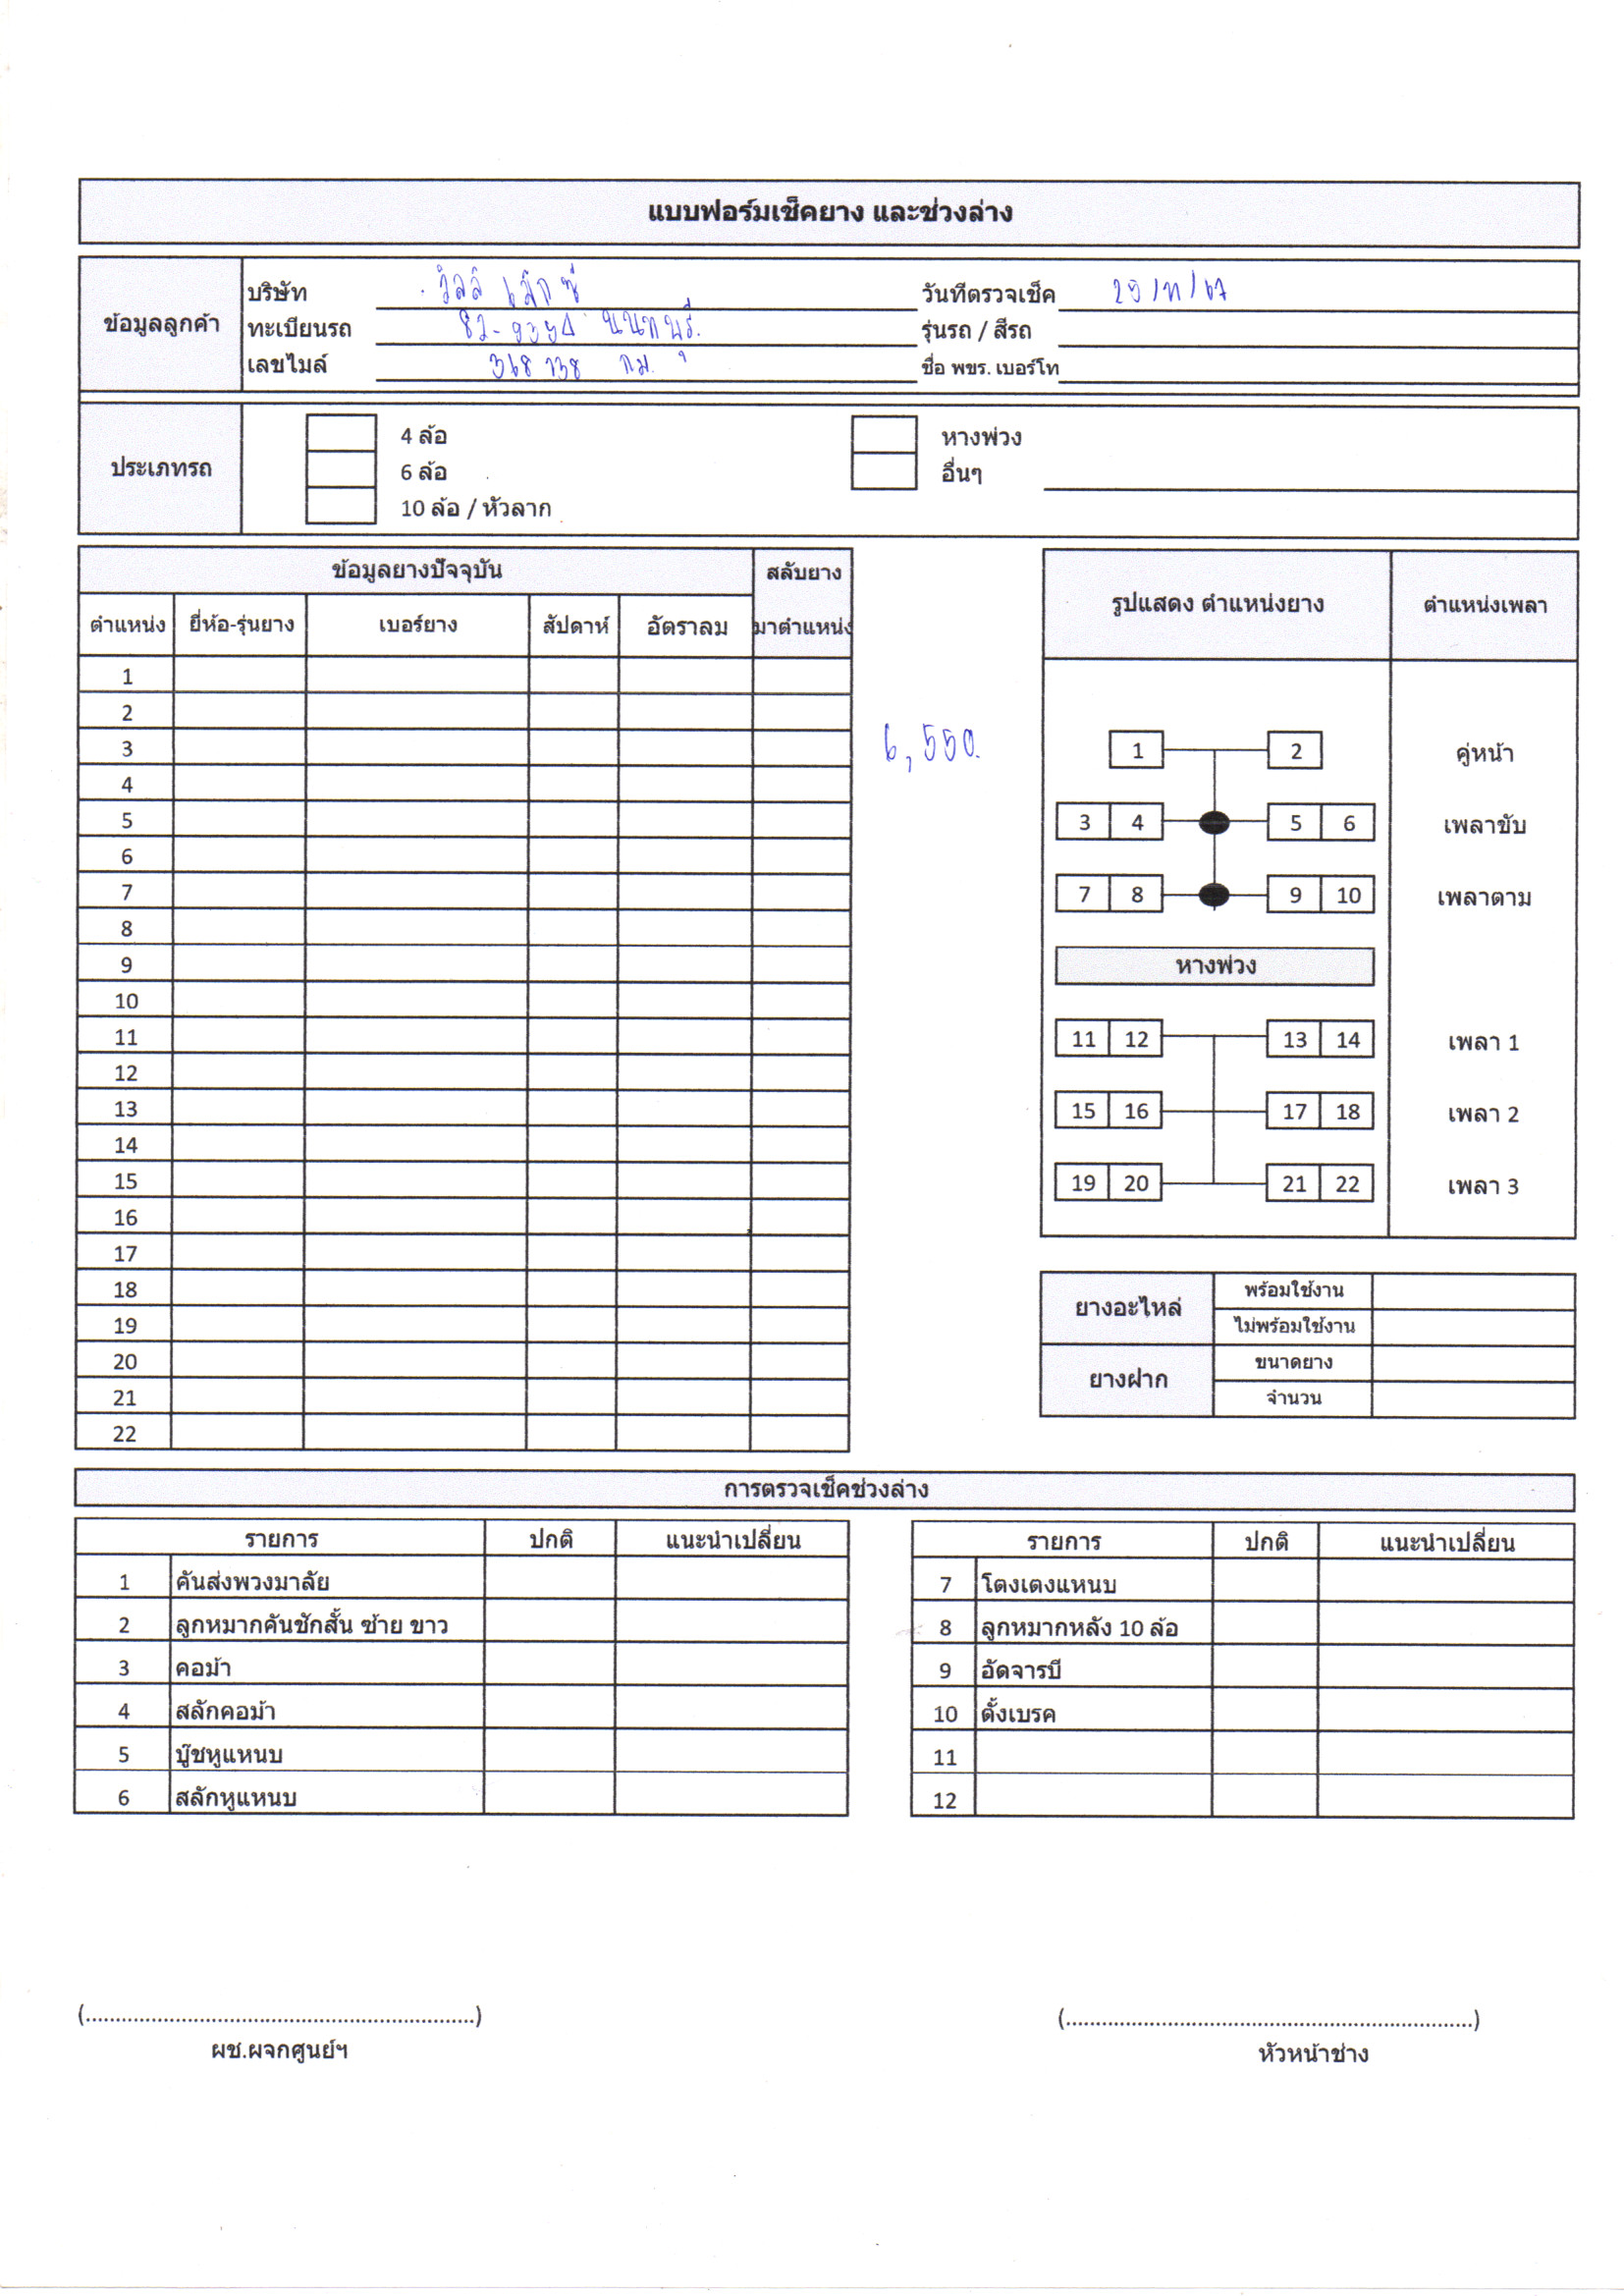 แบบฟอร์มเช็คยาง และช่วงล่าง
ข้อมูลลูกค้า
บริษัท วิลล์ แม็กซ์
วันทีตรวจเช็ค
ทะเบียนรถ นนทบุรี.
รุ่นรถ / สีรถ
เลขไมล์ 368 738 กม.
ชื่อ พขร. เบอร์โท
ประเภทรถ
4 ล้อ หางพ่วง
6 ล้อ อื่นๆ
10 ล้อ / หัวลาก
ข้อมูลยางปัจจุบัน สลับยาง
ตำแหน่ง ยี่ห้อ-รุ่นยาง เบอร์ยาง สัปดาห์ อัตราลม มาตำแหน่ง
1
2
3
4
5
6
7
8
9
10
11
12
13
14
15
16
17
18
19
20
21
22
6,550.
รูปแสดง ตำแหน่งยาง ตำแหน่งเพลา
1 2 คู่หน้า
3 4 5 6 เพลาขับ
7 8 9 10 เพลาตาม
หางพ่วง
11 12 13 14 เพลา 1
15 16 17 18 เพลา 2
19 20 21 22 เพลา 3
ยางอะไหล่ พร้อมใช้งาน
ไม่พร้อมใช้งาน
ยางฝาก ขนาดยาง
จำนวน
การตรวจเช็คช่วงล่าง
รายการ ปกติ แนะนำเปลี่ยน
1 คันส่งพวงมาลัย
2 ลูกหมากคันชักสั้น ซ้าย ขาว
3 คอม้า
4 สลักคอม้า
5 บู๊ชหูแหนบ
6 สลักหูแหนบ
รายการ ปกติ แนะนำเปลี่ยน
7 โตงเตงแหนบ
8 ลูกหมากหลัง 10 ล้อ
9 อัดจารบี
10 ตั้งเบรค
11
12
(.................................................................)
ผช.ผจกศูนย์ฯ
(....................................................................)
หัวหน้าช่าง